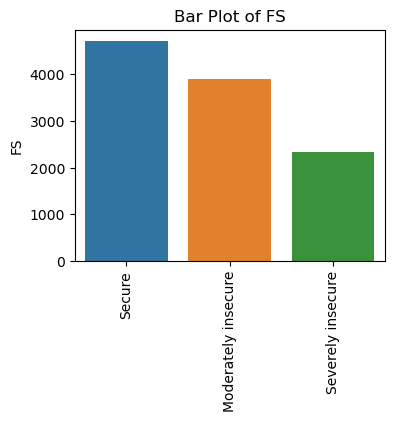 Bar Plot of FS
FS
4000
3000
2000
1000
0
Secure
Moderately insecure
Severely insecure